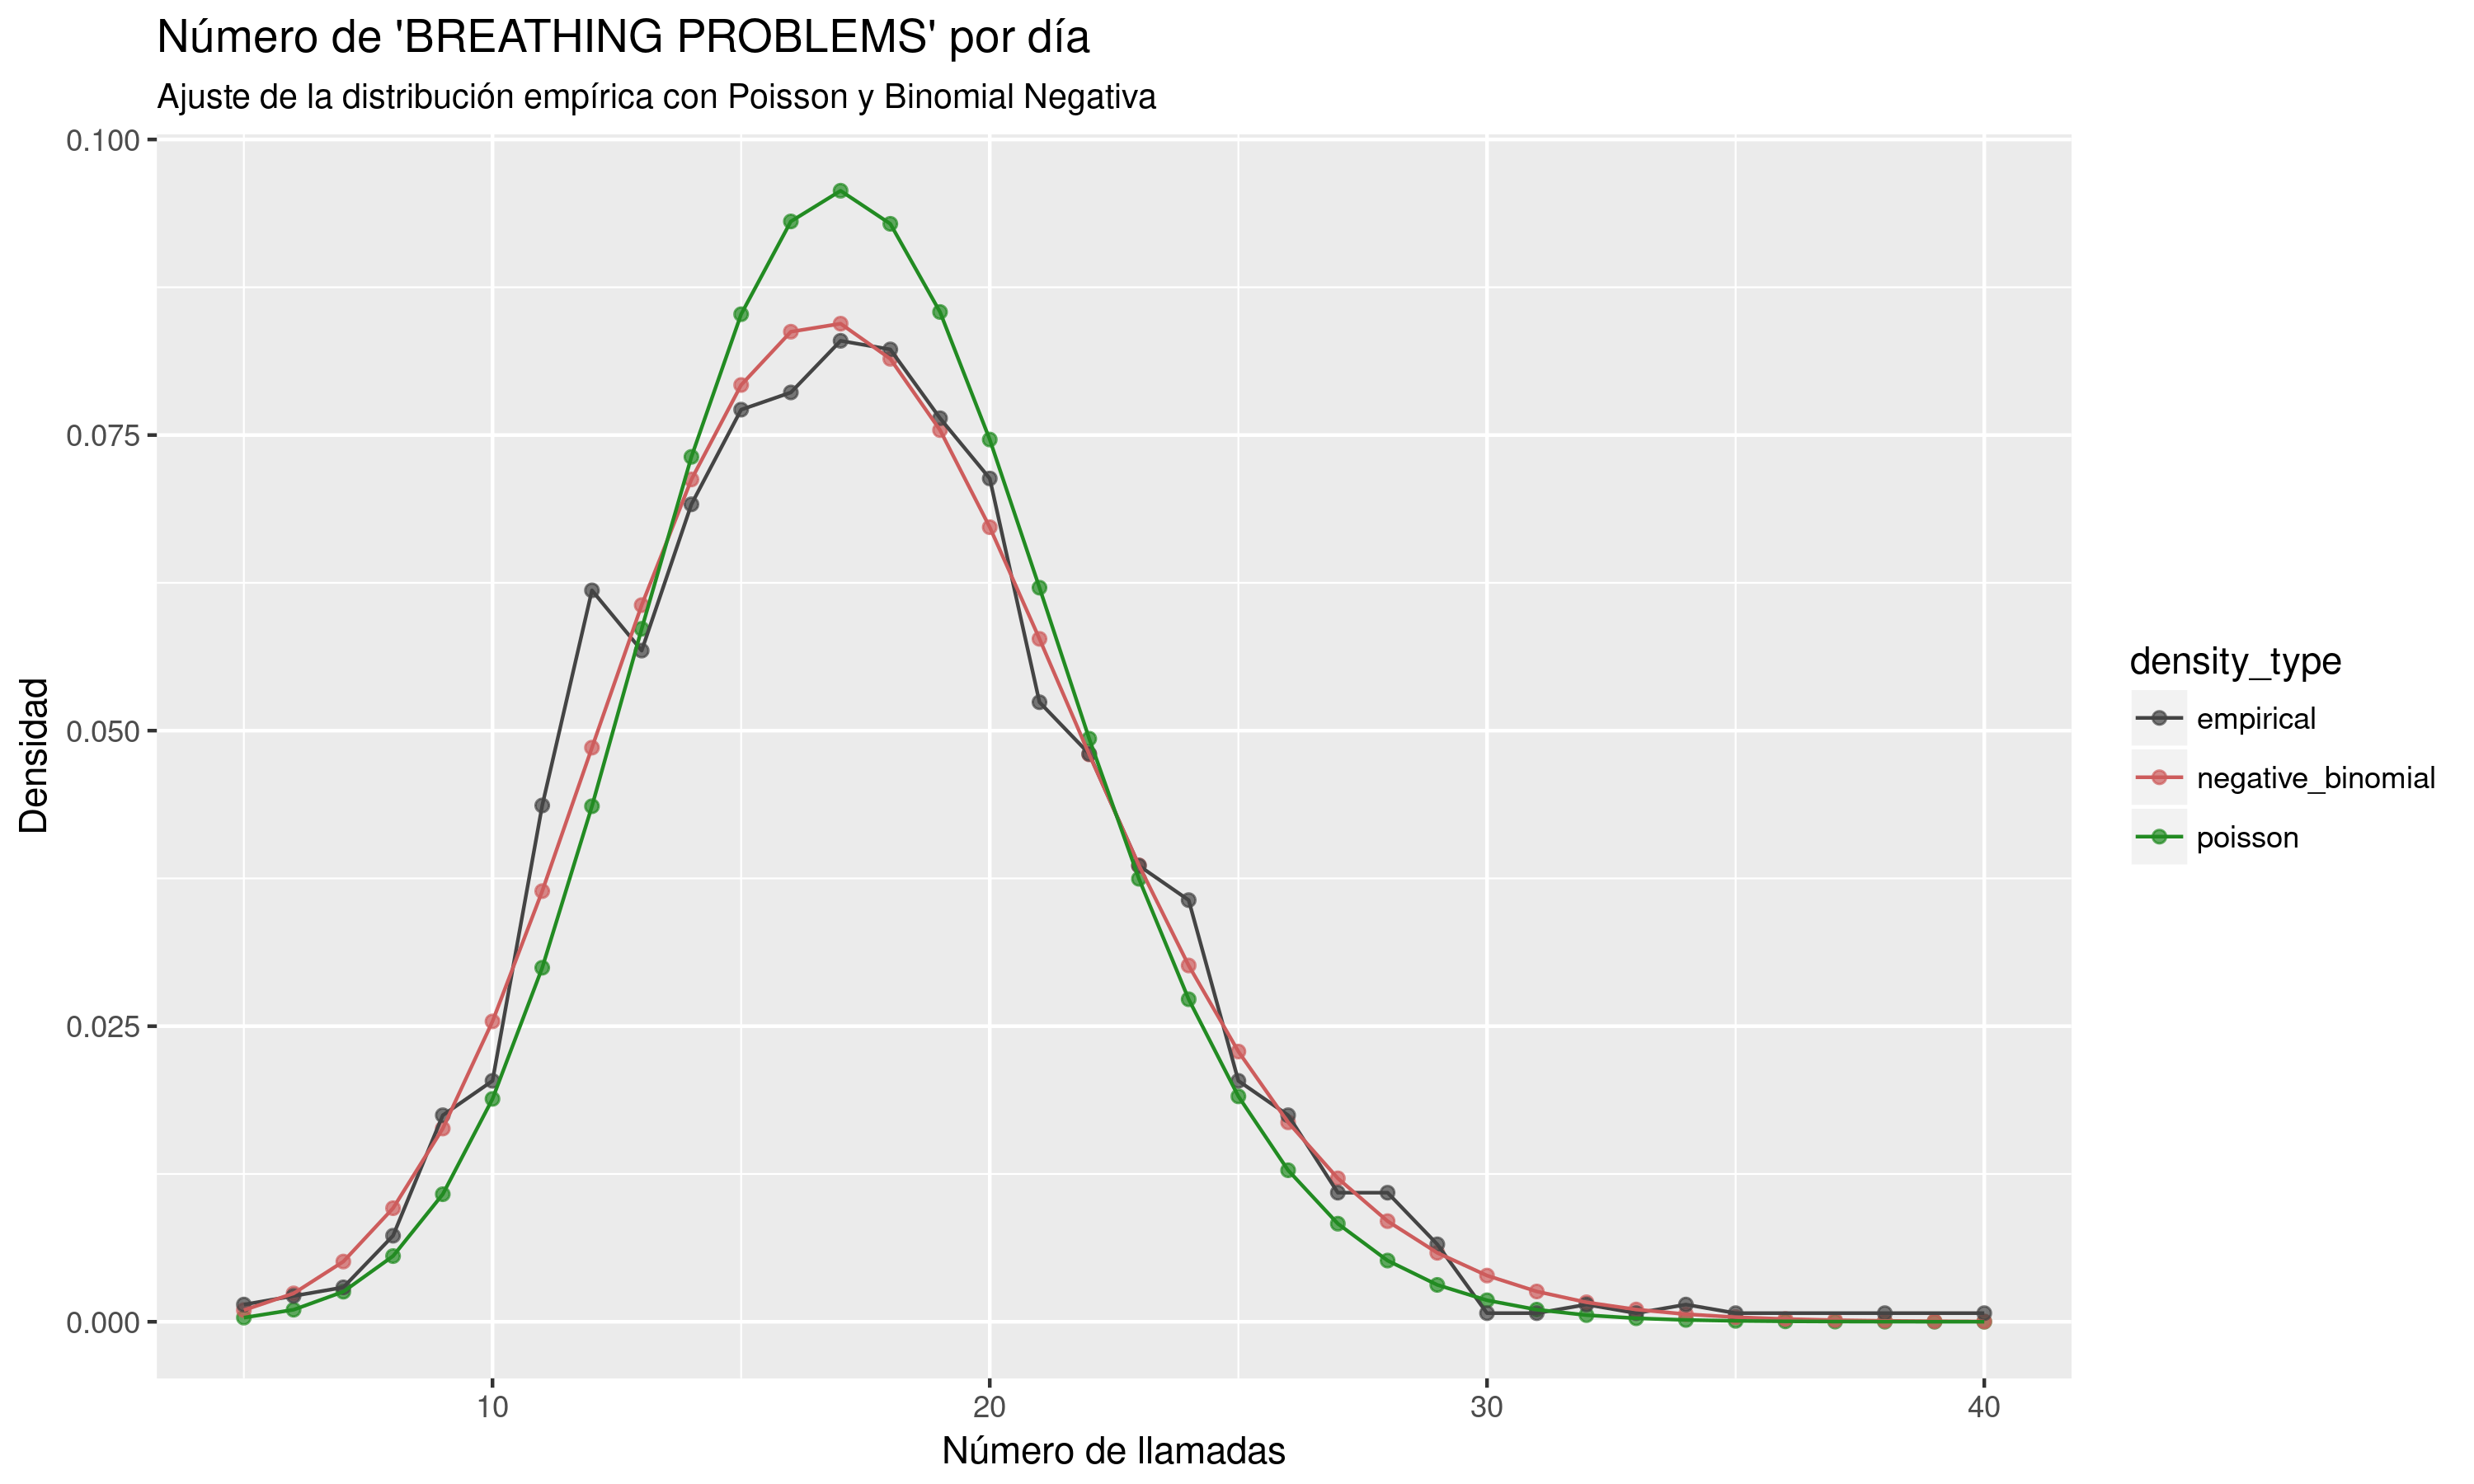 Número de 'BREATHING PROBLEMS' por día
Ajuste de la distribución empírica con Poisson y Binomial Negativa
0.100
0.075
0.050
0.025
0.000
Densidad
10 20 30 40
Número de llamadas
density_type
empirical
negative_binomial
poisson